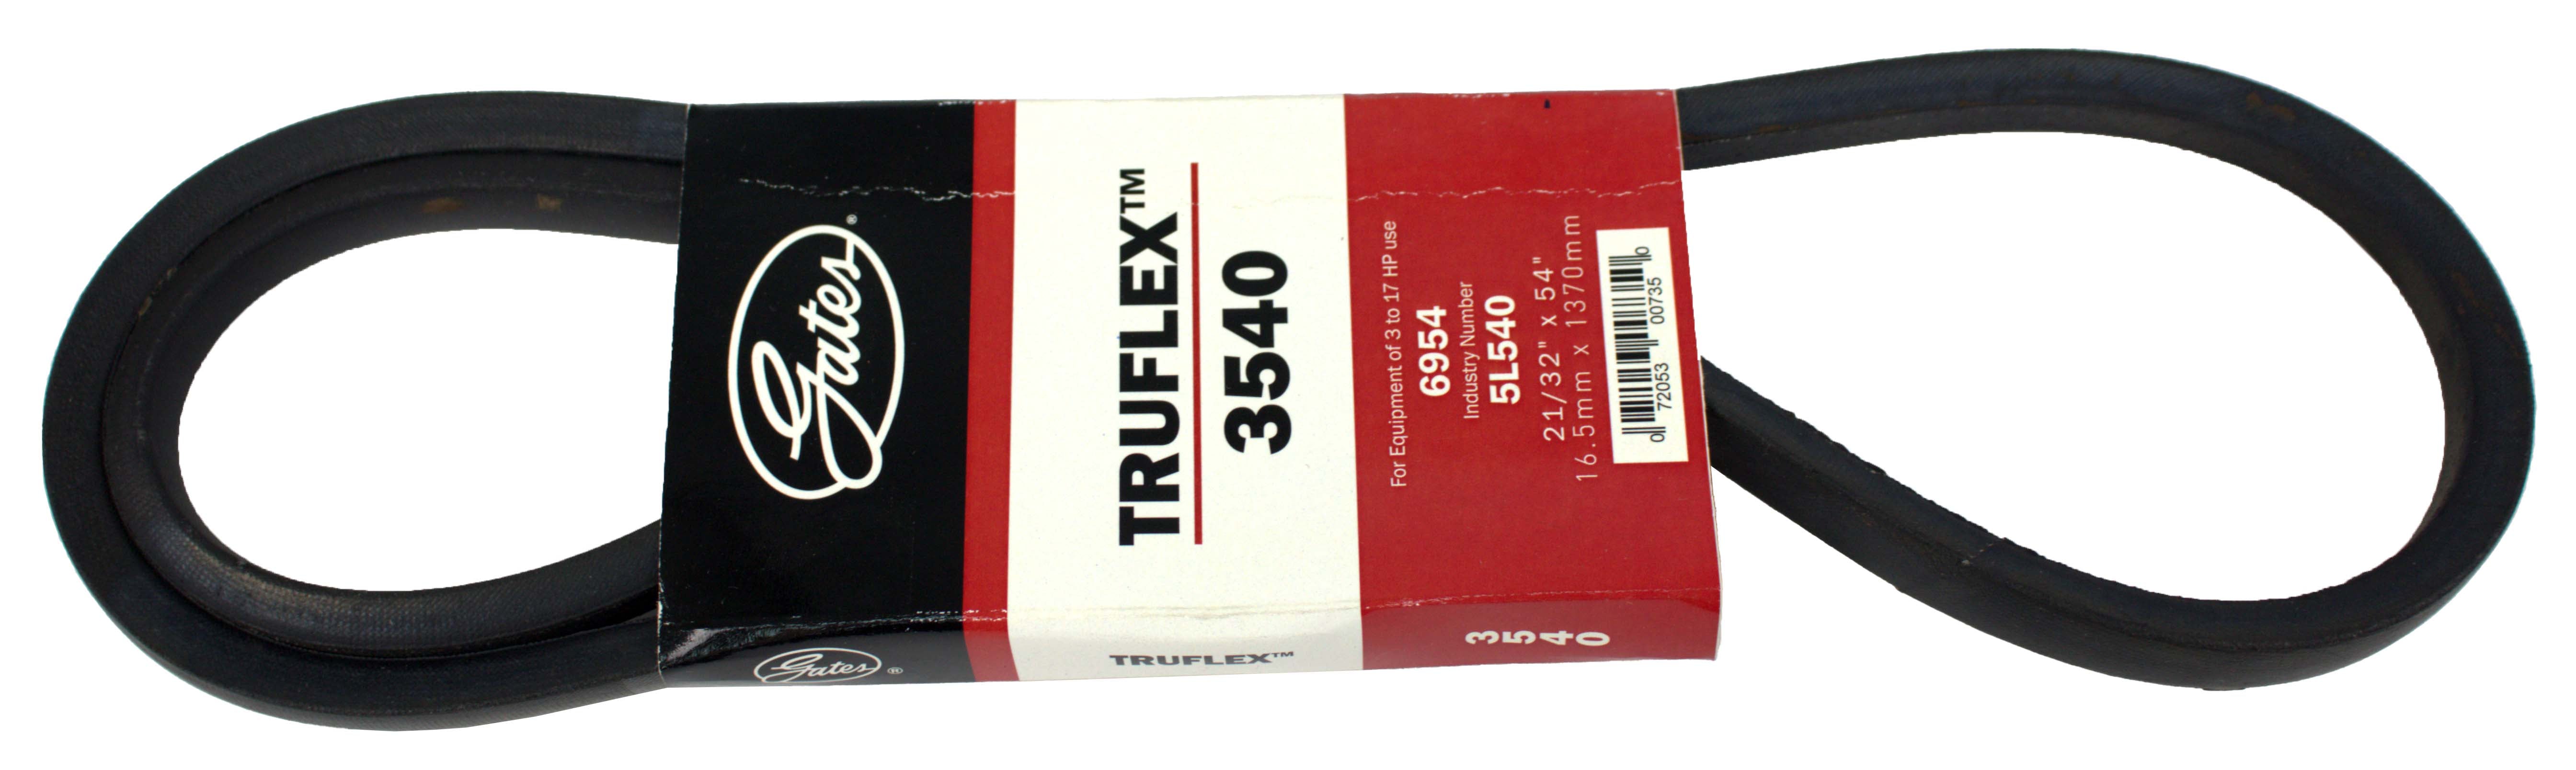 Gates®
TRUFLEX™
3540
For Equipment of 3 to 17 HP use
6954
Industry Number
5L540
21/32" x 54"
16.5mm x 1370mm
0 72053 00735 0
Gates®
TRUFLEX™
3540